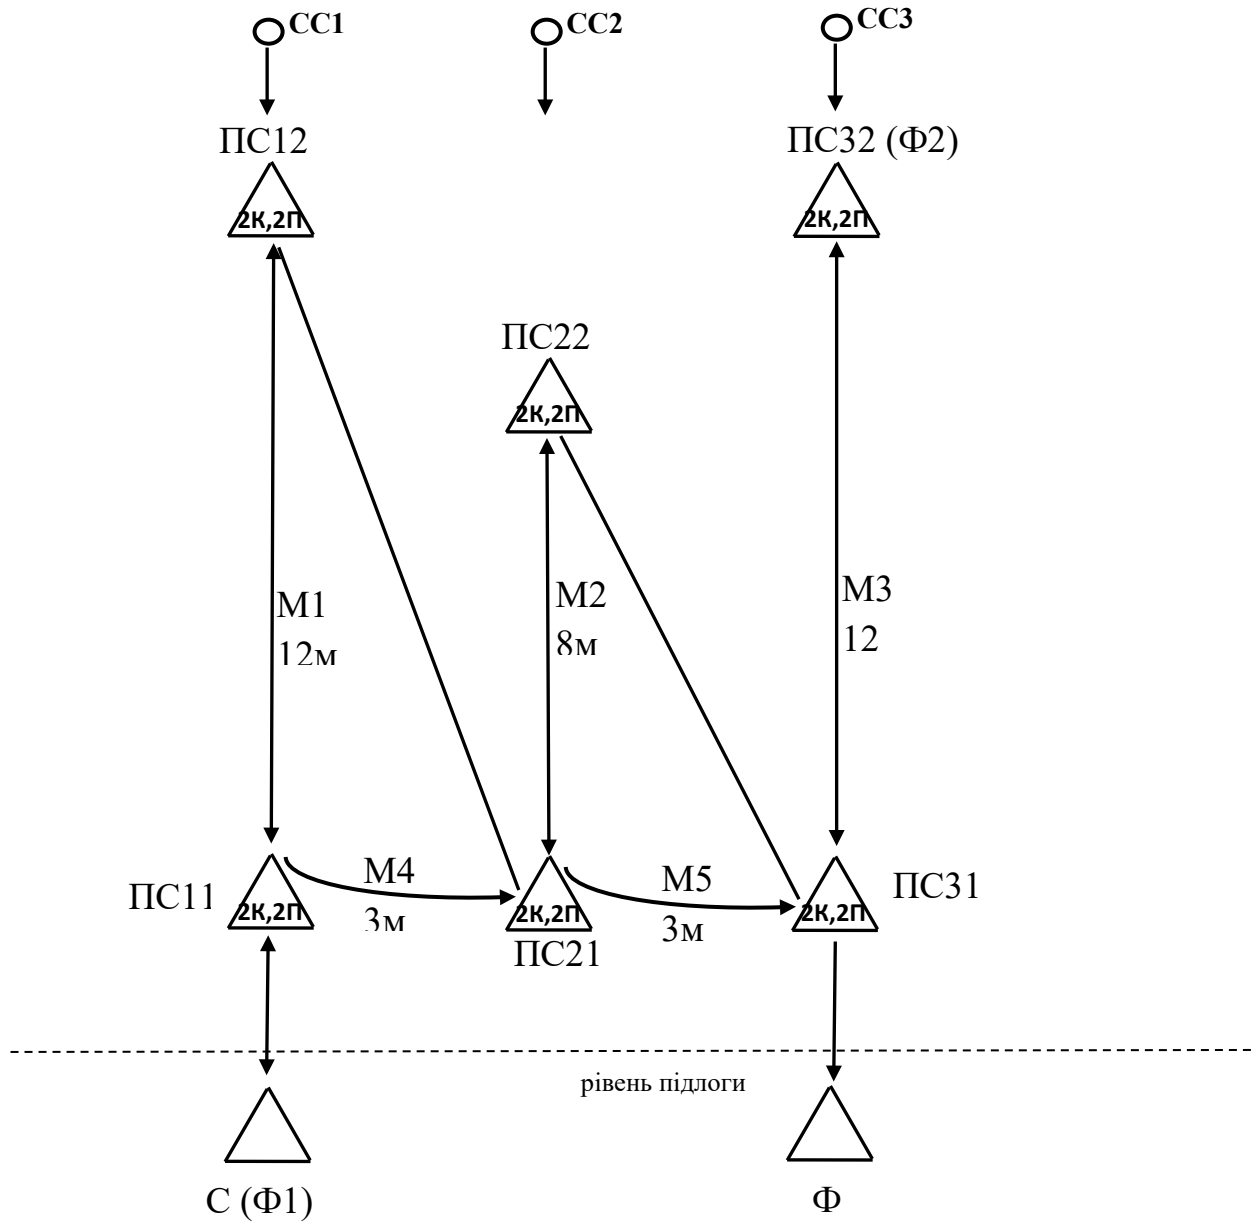 СС1
СС2
СС3
ПС12
ПС32 (Ф2)
2К,2П
2К,2П
ПС22
2К,2П
М1
12м
М2
8м
М3
12
ПС11
2К,2П
М4
3м
2К,2П
ПС21
М5
3м
2К,2П
ПС31
рівень підлоги
С (Ф1)
Ф